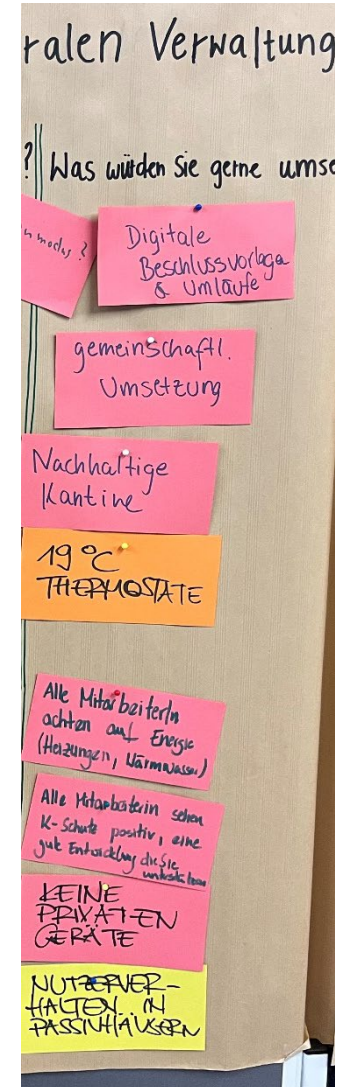 ralen Verwaltung
? Was würden Sie gerne umse
modus ?
Digitale
Beschlussvorlage
& Umläufe
gemeinschaftl.
Umsetzung
Nachhaltige
Kantine
19 °C
THERMOSTATE
Alle MitarbeiterIn
achten auf Energie
(Heizungen, Warmwasser)
Alle Mitarbeiterin sehen
K-Schutz positiv, eine
gute Entwicklung die Sie
unterstützen
KEINE
PRIVATEN
GERÄTE
NUTZERVER-
HALTEN IN
PASSIVHÄUSERN